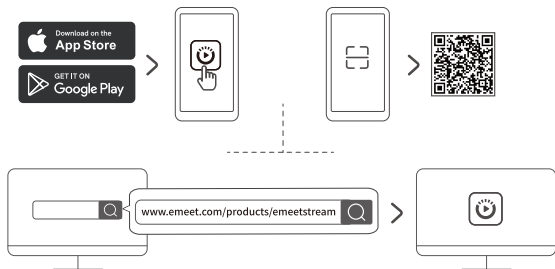 Download on the
App Store
GET IT ON
Google Play
www.emeet.com/products/emeetstream